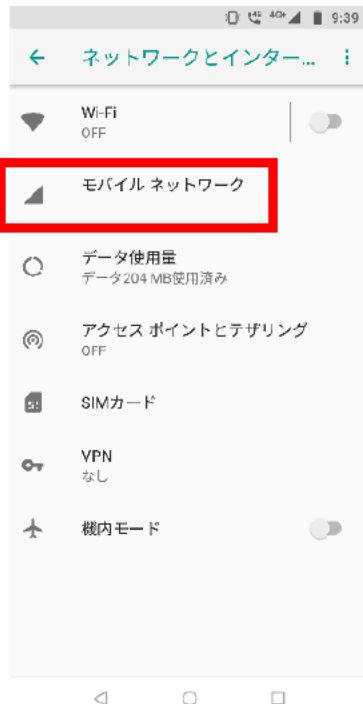 4G 4G+ 9:39
ネットワークとインター...
Wi-Fi
OFF
モバイル ネットワーク
データ使用量
データ204 MB使用済み
アクセス ポイントとテザリング
OFF
SIMカード
VPN
なし
機内モード